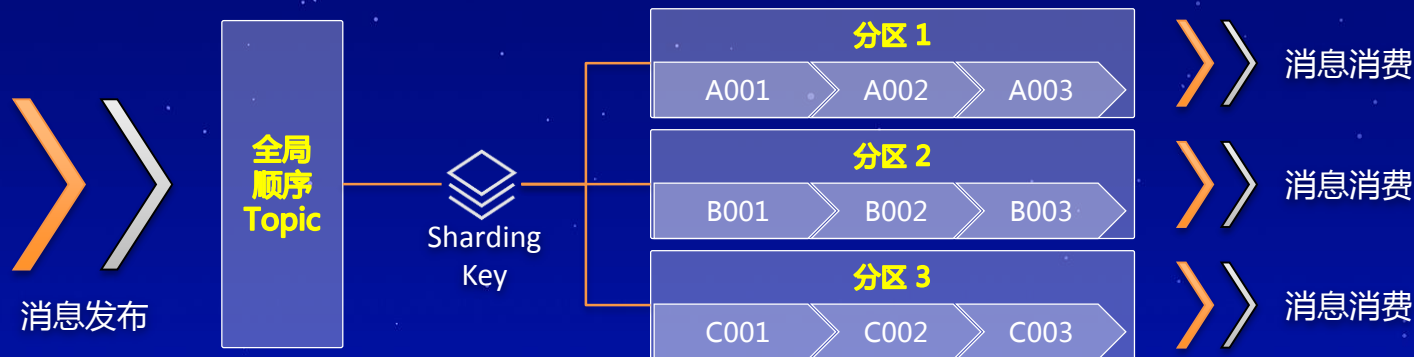 消息发布
全局
顺序
Topic
Sharding
Key
分区 1
A001
A002
A003
消息消费
分区 2
B001
B002
B003
消息消费
分区 3
C001
C002
C003
消息消费